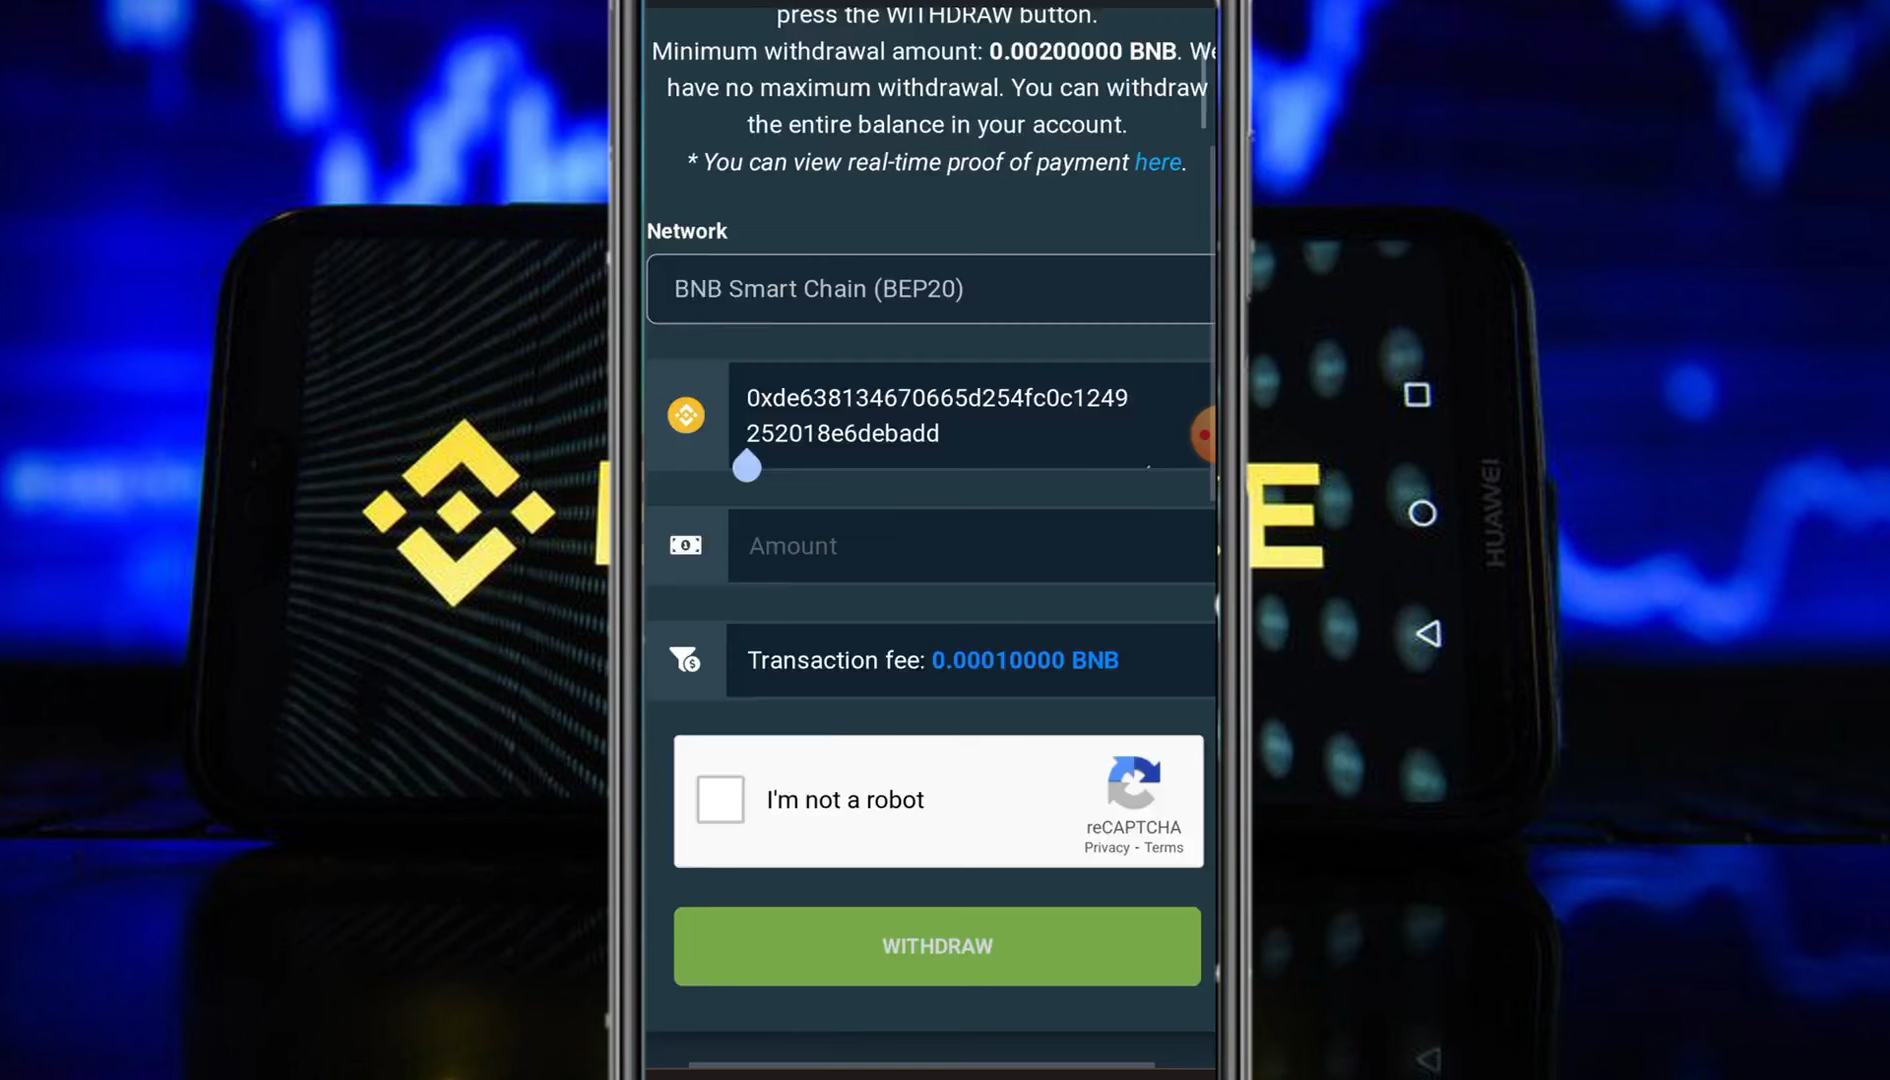 press the WITHDRAW button.
Minimum withdrawal amount: 0.00200000 BNB. We
have no maximum withdrawal. You can withdraw
the entire balance in your account.
* You can view real-time proof of payment here.
Network
BNB Smart Chain (BEP20)
0xde638134670665d254fc0c1249
252018e6debadd
Amount
Transaction fee: 0.00010000 BNB
I'm not a robot
reCAPTCHA
Privacy - Terms
WITHDRAW
E
HUAWEI